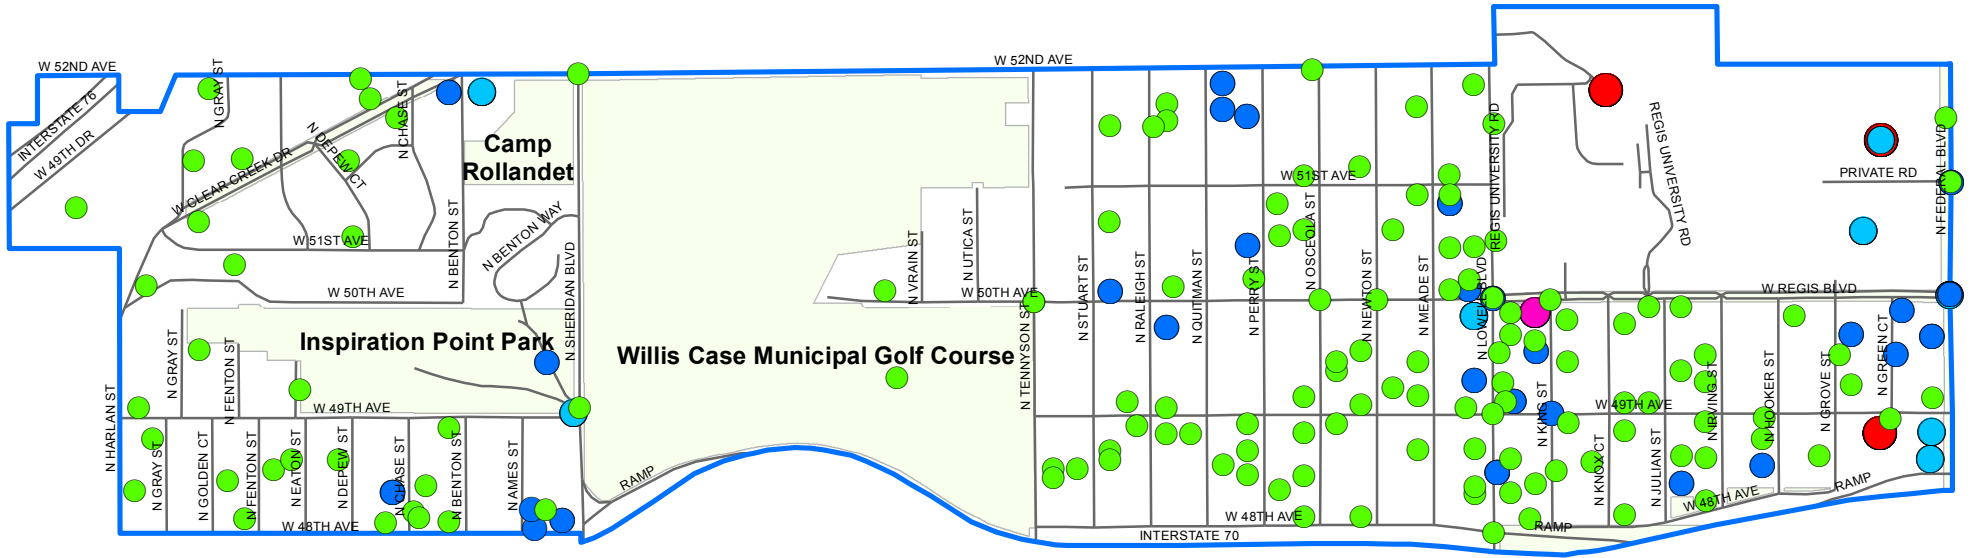 W 52ND AVE
W 52ND AVE
INTERSTATE 76
W 49TH DR
N GRAY ST
N CHASE ST
N DEPEW CT
W CLEAR CREEK DR
Camp
Rollandet
N BENTON ST
N BENTON WAY
N SHERIDAN BLVD
W 51ST AVE
W 50TH AVE
Inspiration Point Park
N GRAY ST
N FENTON ST
N HARLAN ST
W 49TH AVE
N GRAY ST
N GOLDEN CT
N FENTON ST
N EATON ST
N DEPEW ST
N CHASE ST
N BENTON ST
N AMES ST
W 48TH AVE
RAMP
Willis Case Municipal Golf Course
N VRAIN ST
N UTICA ST
W 50TH AVE
N TENNYSON ST
N STUART ST
N RALEIGH ST
N QUITMAN ST
N PERRY ST
N OSCEOLA ST
N NEWTON ST
N MEADE ST
N LOWELL BLVD
W 51ST AVE
REGIS UNIVERSITY RD
REGIS UNIVERSITY RD
PRIVATE RD
N FEDERAL BLVD
W REGIS BLVD
N KING ST
N KNOX CT
N JULIAN ST
N IRVING ST
N HOOKER ST
N GROVE ST
N GREEN CT
W 49TH AVE
W 48TH AVE
W 48TH AVE
RAMP
RAMP
INTERSTATE 70